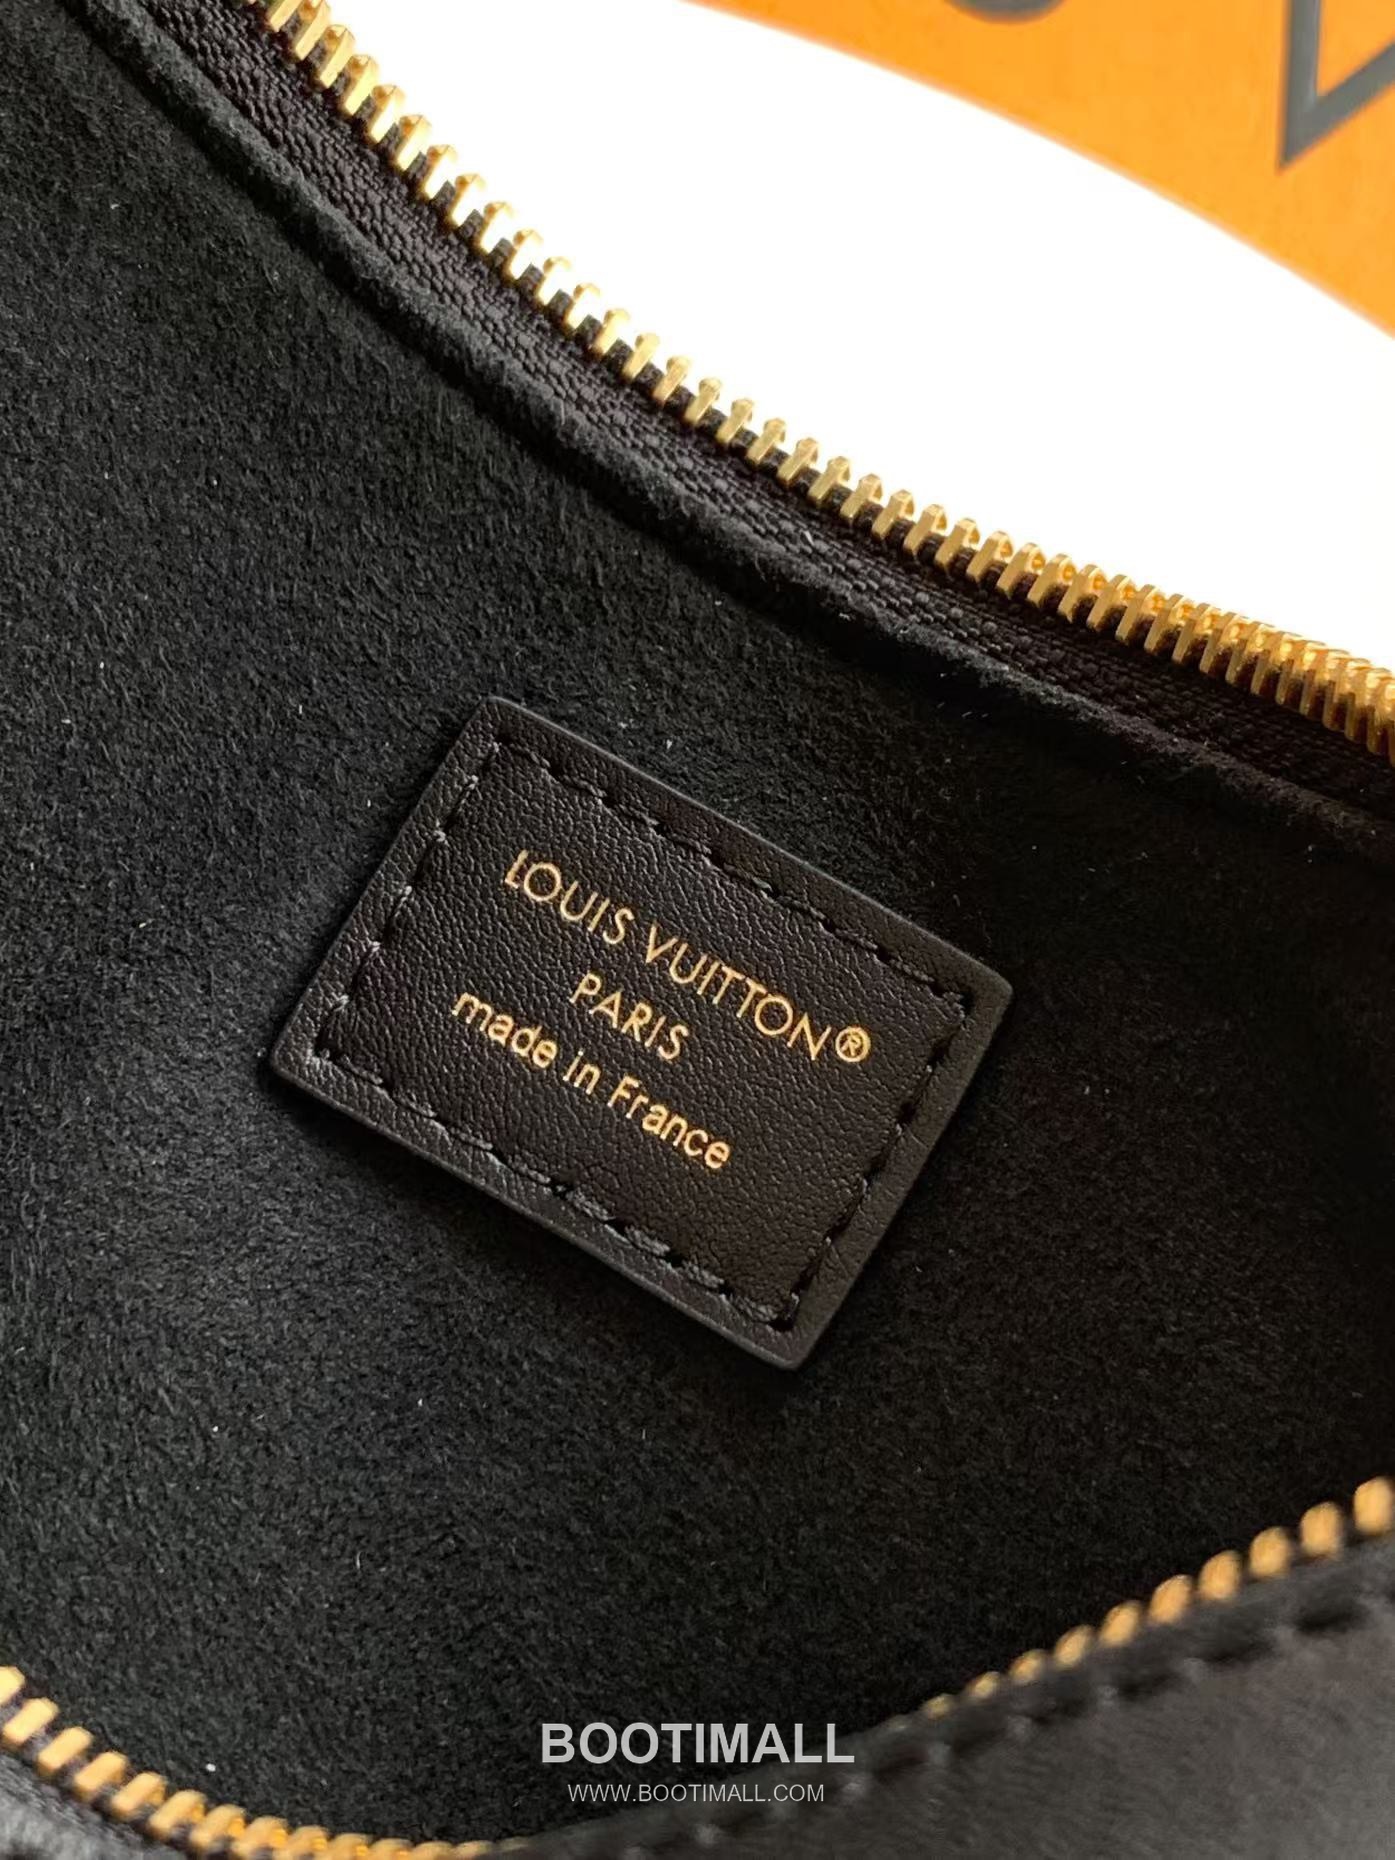 LOUIS VUITTON®
PARIS
made in France
BOOTIMALL
WWW.BOOTIMALL.COM